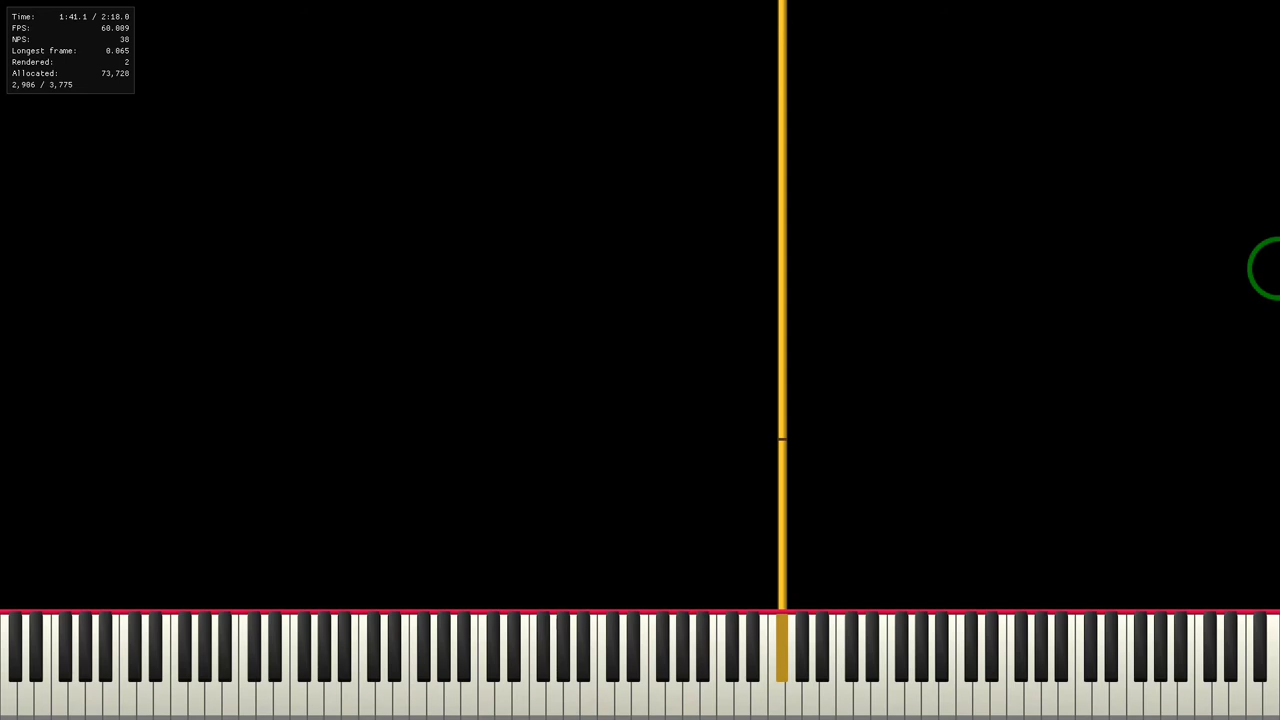 Time: 1:41.1 / 2:18.0
FPS: 60.009
NPS: 38
Longest frame: 0.065
Rendered: 2
Allocated: 73,728
2,986 / 3,775